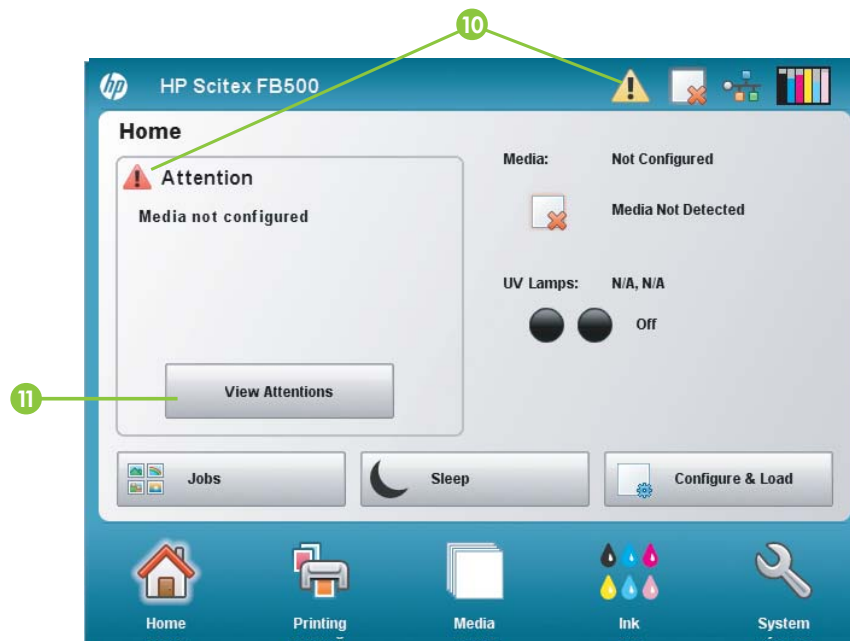 10
hp HP Scitex FB500
Home
Attention
Media not configured
Media: Not Configured
Media Not Detected
UV Lamps: N/A, N/A
Off
11
View Attentions
Jobs
Sleep
Configure & Load
Home
Printing
Media
Ink
System